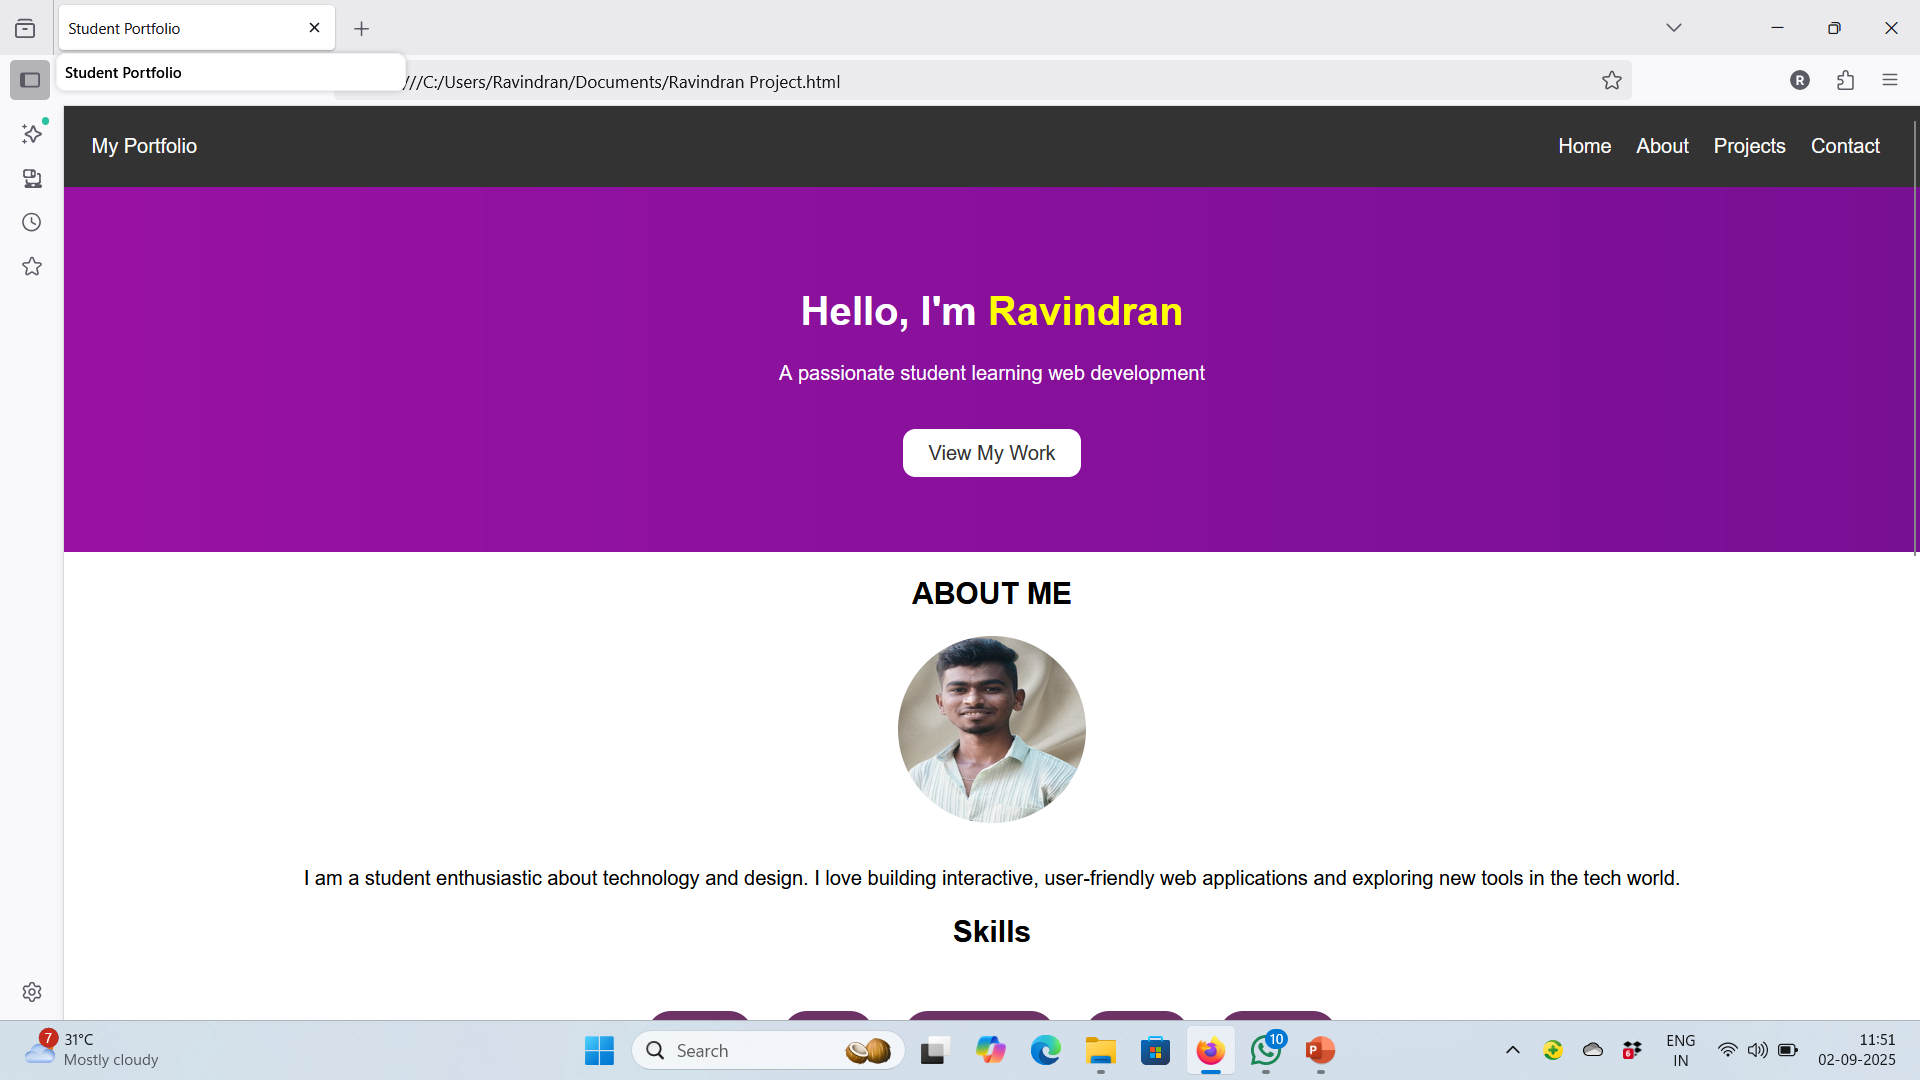 Student Portfolio
Student Portfolio
///C:/Users/Ravindran/Documents/Ravindran Project.html
R
My Portfolio
Home About Projects Contact
Hello, I'm Ravindran
A passionate student learning web development
View My Work
ABOUT ME
I am a student enthusiastic about technology and design. I love building interactive, user-friendly web applications and exploring new tools in the tech world.
Skills
7
31°C
Mostly cloudy
Search
10
P
6
ENG
IN
11:51
02-09-2025